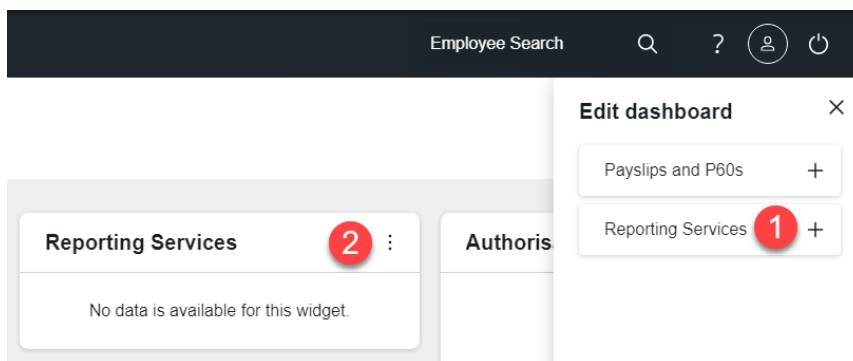 Employee Search
?
Edit dashboard
Payslips and P60s
Reporting Services 1
Reporting Services 2
Authoris
No data is available for this widget.